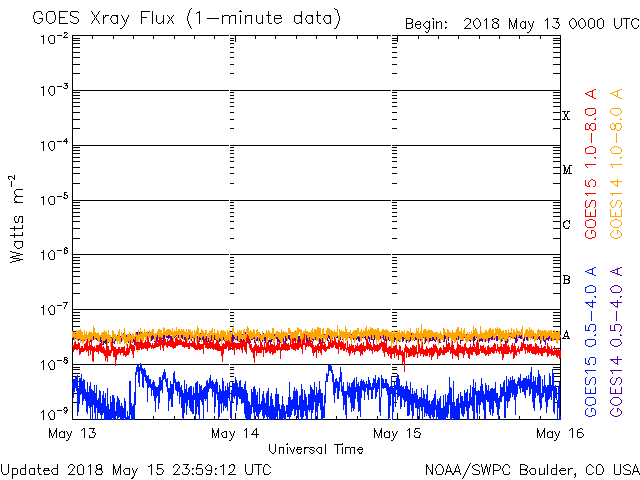 GOES Xray Flux (1-minute data)
Begin: 2018 May 13 0000 UTC
10-2
10-3
10-4
10-5
10-6
10-7
10-8
10-9
Watts m-2
X
M
C
B
A
GOES15 1.0-8.0 A
GOES14 1.0-8.0 A
GOES15 0.5-4.0 A
GOES14 0.5-4.0 A
May 13 May 14 May 15 May 16
Universal Time
Updated 2018 May 15 23:59:12 UTC
NOAA/SWPC Boulder, CO USA